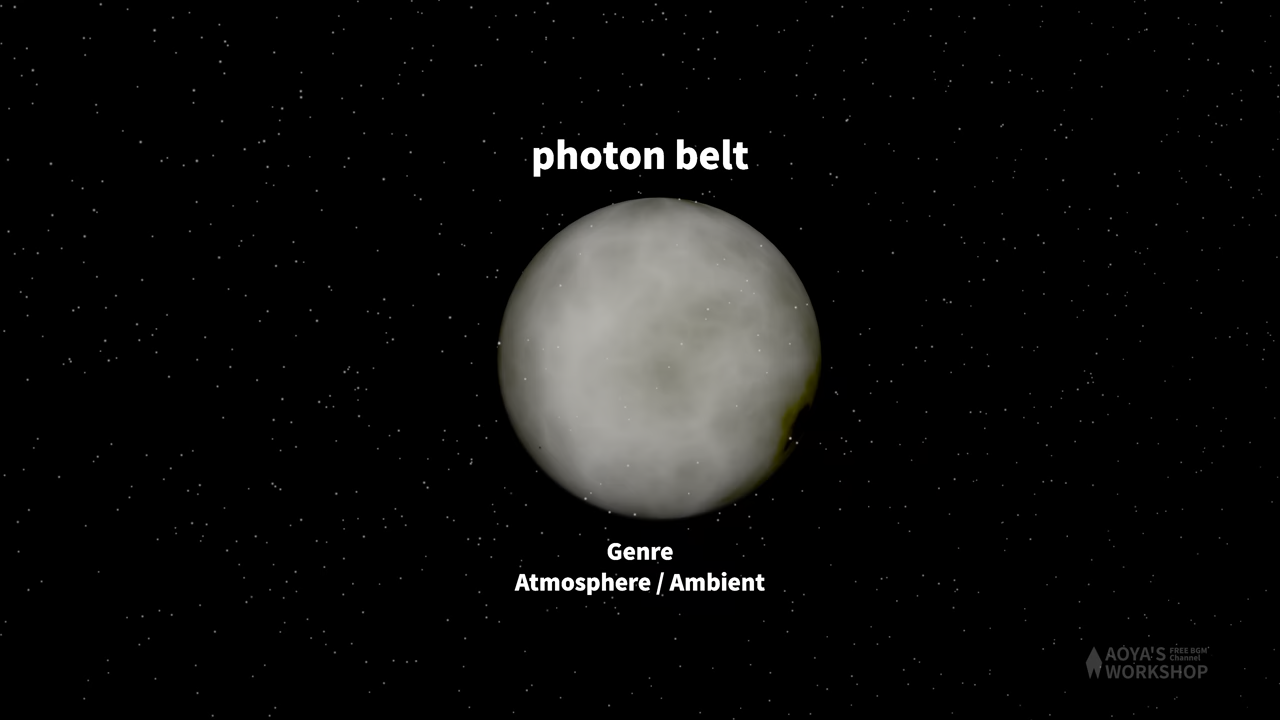 photon belt
Genre
Atmosphere / Ambient
AOYA'S FREE BGM Channel
WORKSHOP